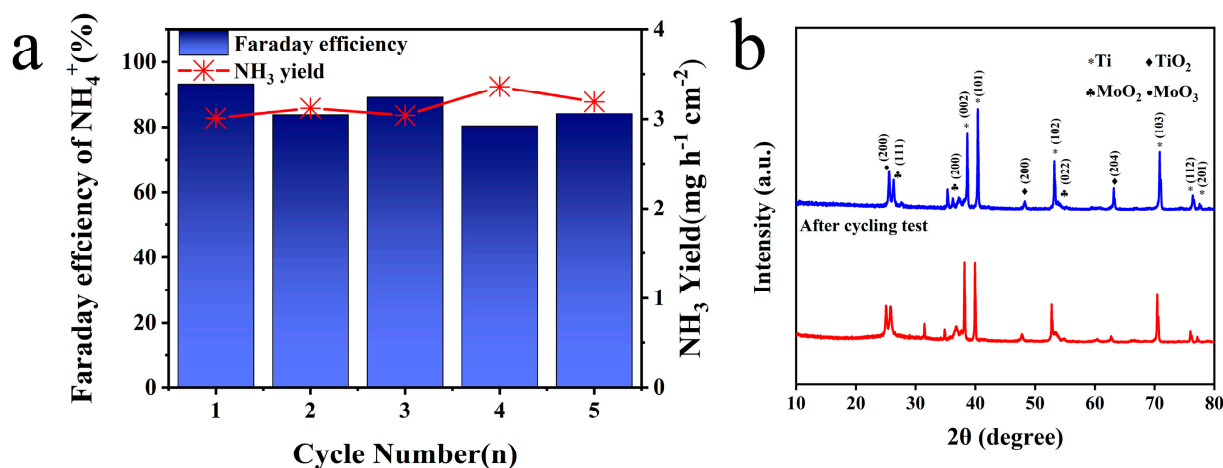 a
Faraday efficiency of NH4+(%)
110
100
80
60
40
20
0
Faraday efficiency
NH3 yield
4
3
2
1
0
NH3 Yield(mg h-1 cm-2)
1 2 3 4 5
Cycle Number(n)
b
Intensity (a.u.)
*Ti ♦TiO2
♣MoO2 •MoO3
• (200)
♣ (111)
♣ (200)
* (002)
* (101)
♦ (200)
* (102)
♣ (022)
♦ (204)
* (103)
* (112)
* (201)
After cycling test
10 20 30 40 50 60 70 80
2θ (degree)